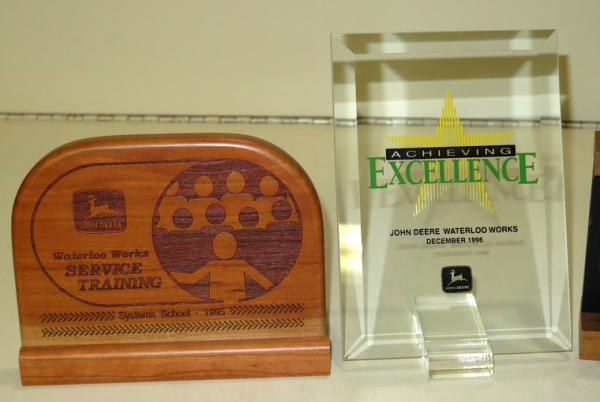 JOHN DEERE
Waterloo Works
SERVICE
TRAINING
Systems School - 1995
ACHIEVING
EXCELLENCE
JOHN DEERE WATERLOO WORKS
DECEMBER 1996
JOHN DEERE